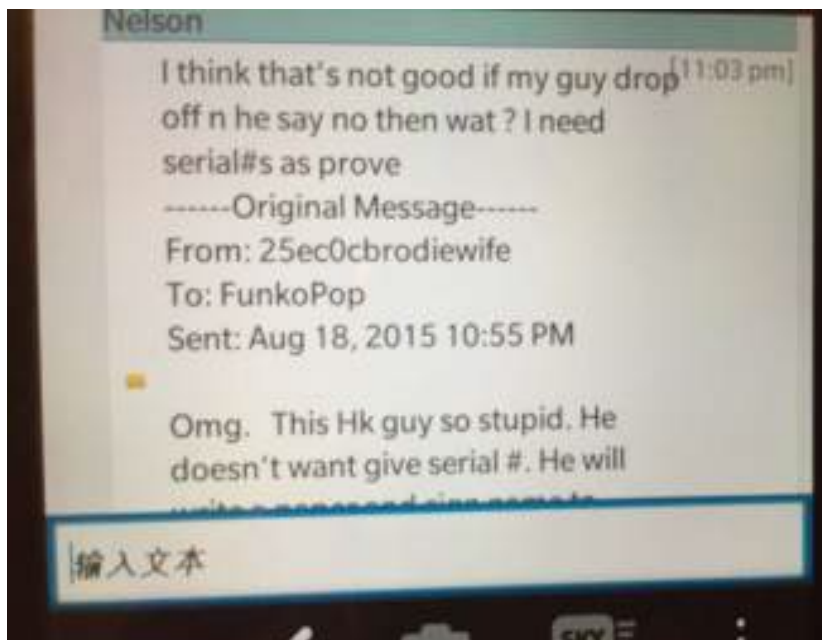 Nelson
I think that's not good if my guy drop [11:03 pm]
off n he say no then wat ? I need
serial#s as prove
------Original Message------
From: 25ec0cbrodiewife
To: FunkoPop
Sent: Aug 18, 2015 10:55 PM
Omg. This Hk guy so stupid. He
doesn't want give serial #. He will
输入文本
SKY